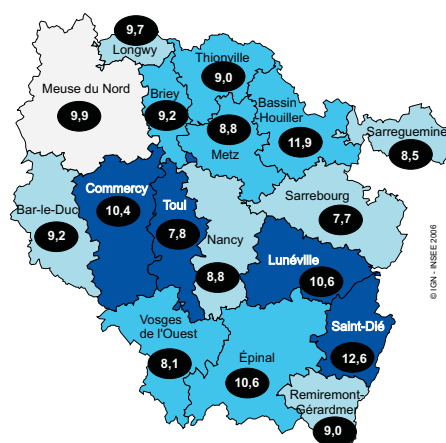 9,7
Longwy
Thionville
9,0
Meuse du Nord
9,9
Briey
9,2
8,8
Metz
Bassin
Houiller
11,9
Sarreguemine
8,5
Commercy
10,4
Toul
7,8
Bar-le-Duc
9,2
Nancy
8,8
Sarrebourg
7,7
Lunéville
10,6
© IGN - INSEE 2006
Vosges
de l'Ouest
8,1
Épinal
10,6
Saint-Dié
12,6
Remiremont-
Gérardmer
9,0